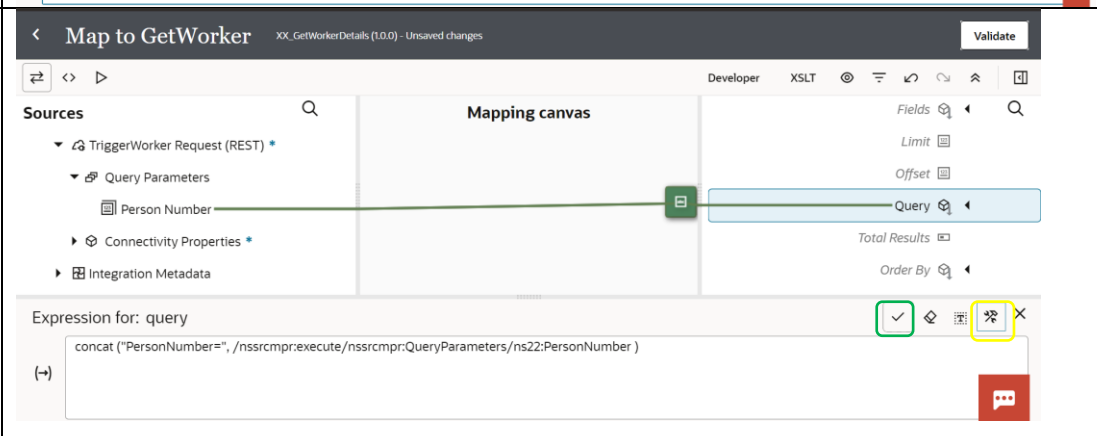 Map to GetWorker XX_GetWorkerDetails (1.0.0) - Unsaved changes Validate
Developer XSLT
Sources Mapping canvas Fields
TriggerWorker Request (REST) * Limit
Query Parameters Offset
Person Number Query
Connectivity Properties * Total Results
Integration Metadata Order By
Expression for: query
concat ("PersonNumber=", /nssrcmpr:execute/nssrcmpr:QueryParameters/ns22:PersonNumber )